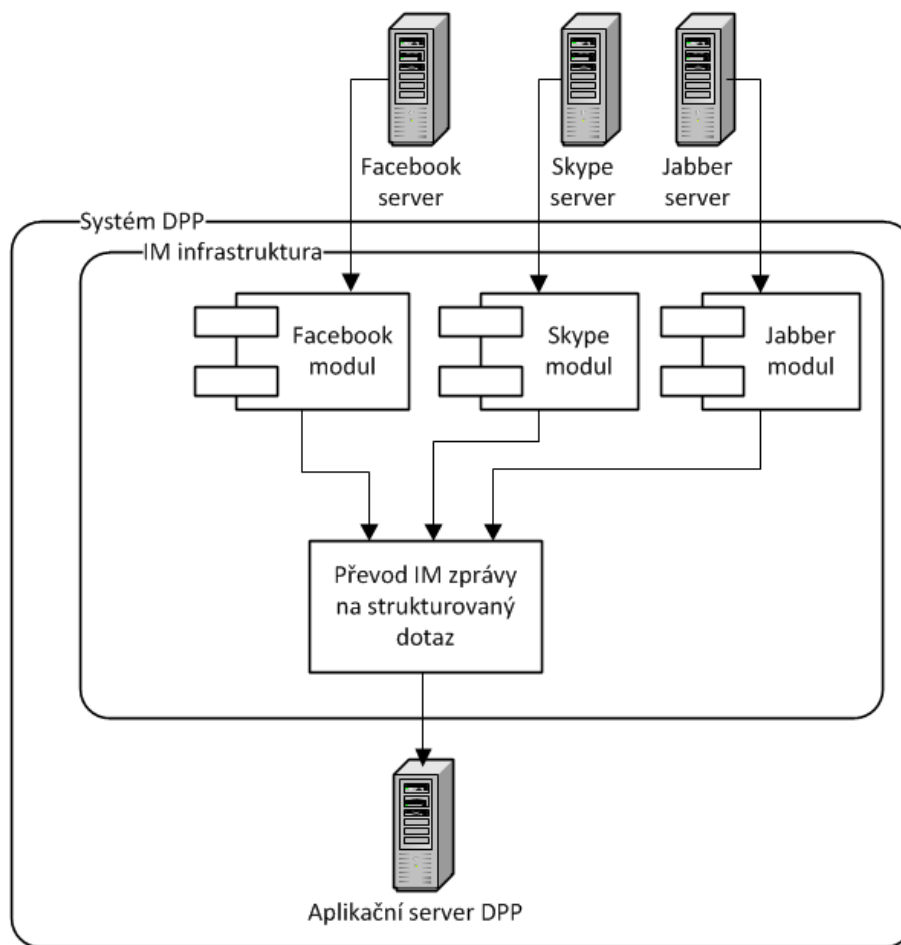 Facebook
server
Skype
server
Jabber
server
Systém DPP
IM infrastruktura
Facebook
modul
Skype
modul
Jabber
modul
Převod IM zprávy
na strukturovaný
dotaz
Aplikační server DPP